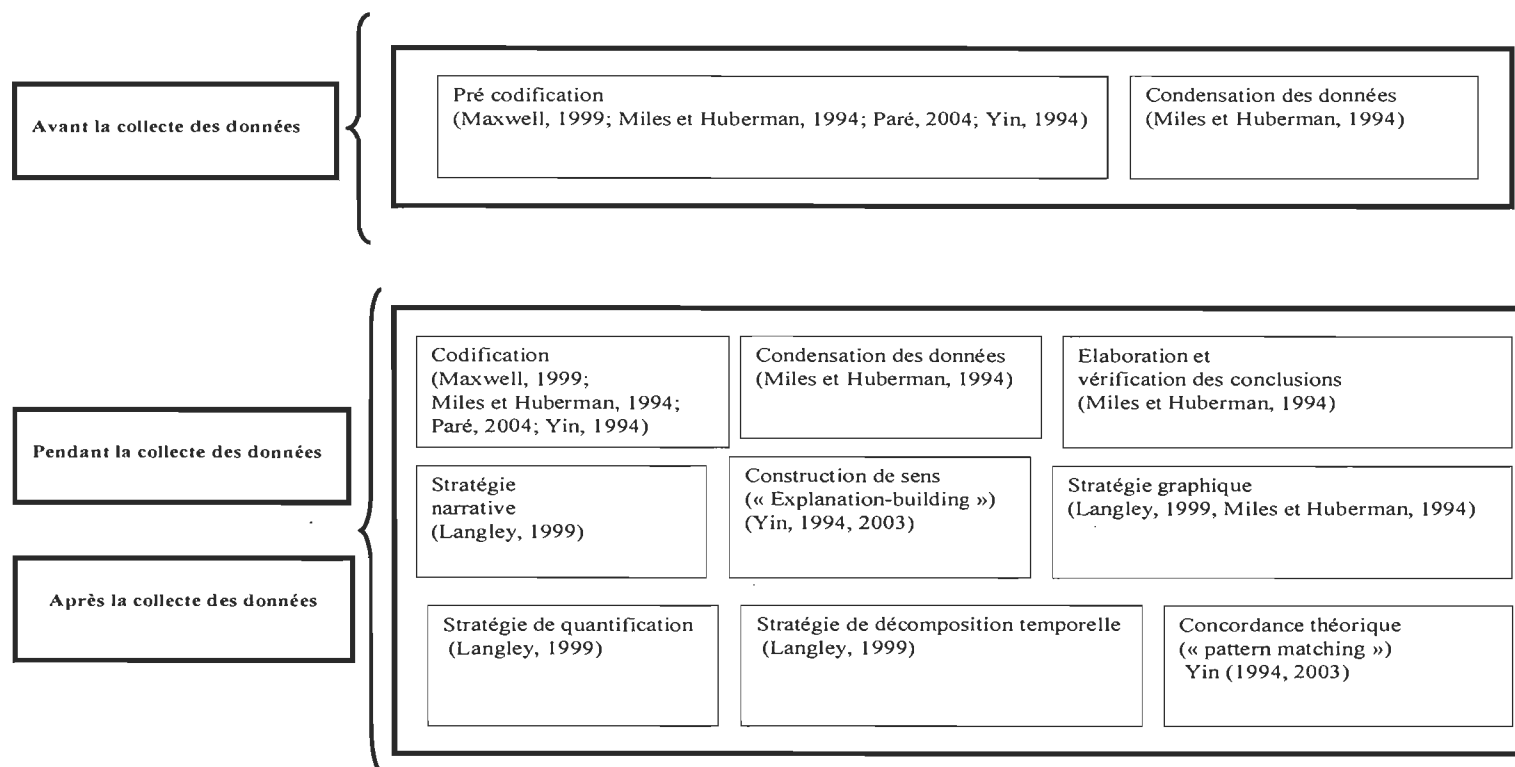 Avant la collecte des données
Pré codification
(Maxwell, 1999; Miles et Huberman, 1994; Paré, 2004; Yin, 1994)
Condensation des données
(Miles et Huberman, 1994)
Pendant la collecte des données
Après la collecte des données
Codification
(Maxwell, 1999;
Miles et Huberman, 1994;
Paré, 2004; Yin, 1994)
Condensation des données
(Miles et Huberman, 1994)
Elaboration et
vérification des conclusions
(Miles et Huberman, 1994)
Stratégie
narrative
(Langley, 1999)
Construction de sens
(« Explanation-building »)
(Yin, 1994, 2003)
Stratégie graphique
(Langley, 1999, Miles et Huberman, 1994)
Stratégie de quantification
(Langley, 1999)
Stratégie de décomposition temporelle
(Langley, 1999)
Concordance théorique
(« pattern matching »)
Yin (1994, 2003)